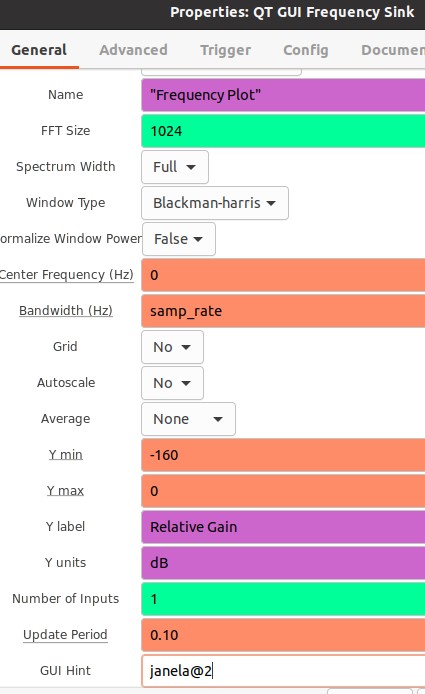 Properties: QT GUI Frequency Sink
General Advanced Trigger Config Documen
Name "Frequency Plot"
FFT Size 1024
Spectrum Width Full
Window Type Blackman-harris
ormalize Window Power False
Center Frequency (Hz) 0
Bandwidth (Hz) samp_rate
Grid No
Autoscale No
Average None
Y min -160
Y max 0
Y label Relative Gain
Y units dB
Number of Inputs 1
Update Period 0.10
GUI Hint janela@2